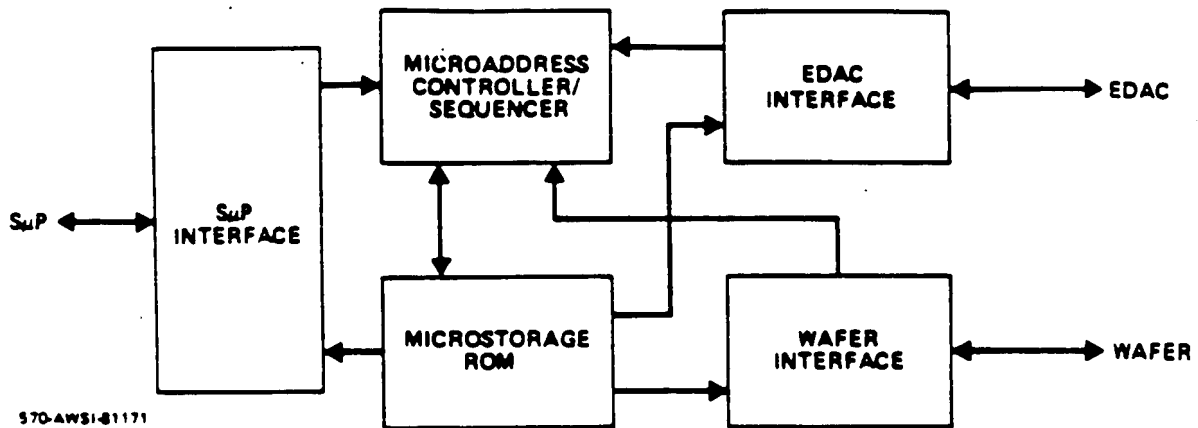 MICROADDRESS
CONTROLLER/
SEQUENCER
EDAC
INTERFACE
EDAC
SμP
SμP
INTERFACE
MICROSTORAGE
ROM
WAFER
INTERFACE
WAFER
570-AWSI-81171